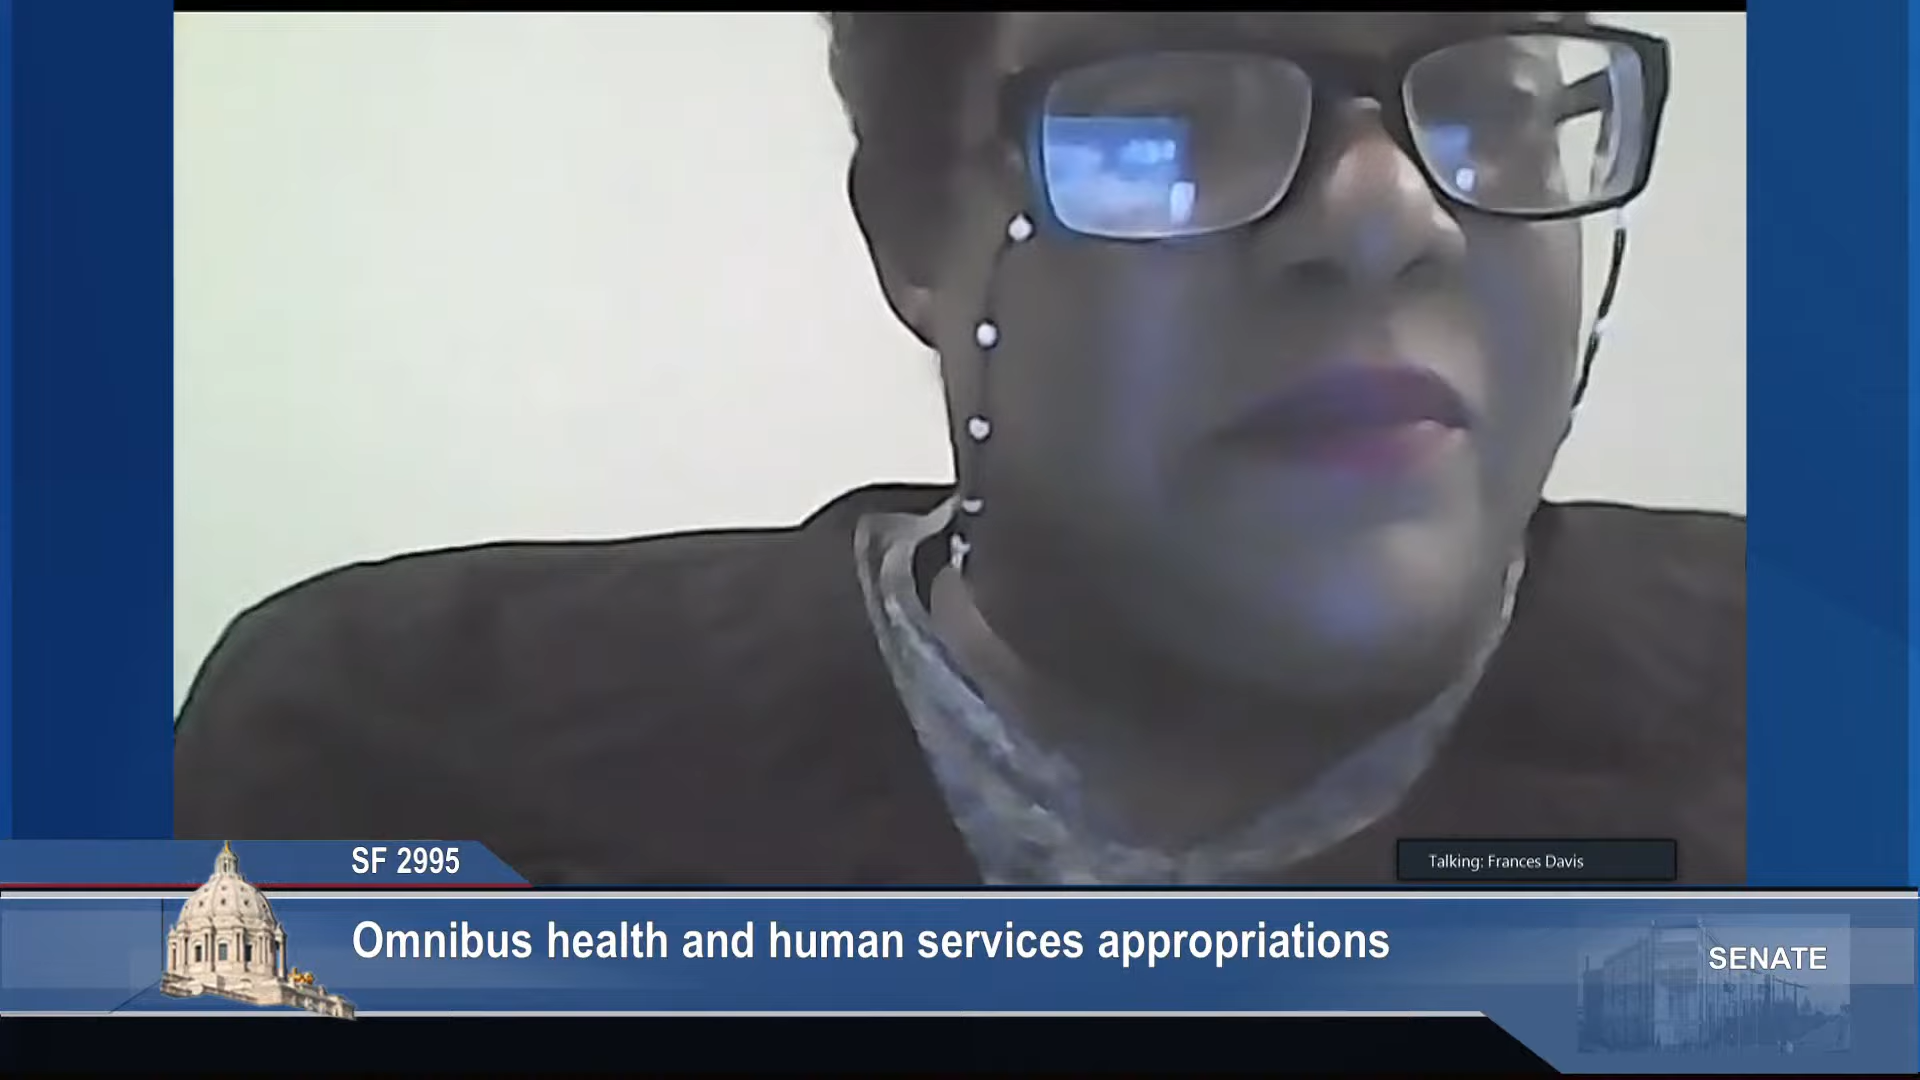 Talking: Frances Davis
SF 2995
Omnibus health and human services appropriations
SENATE